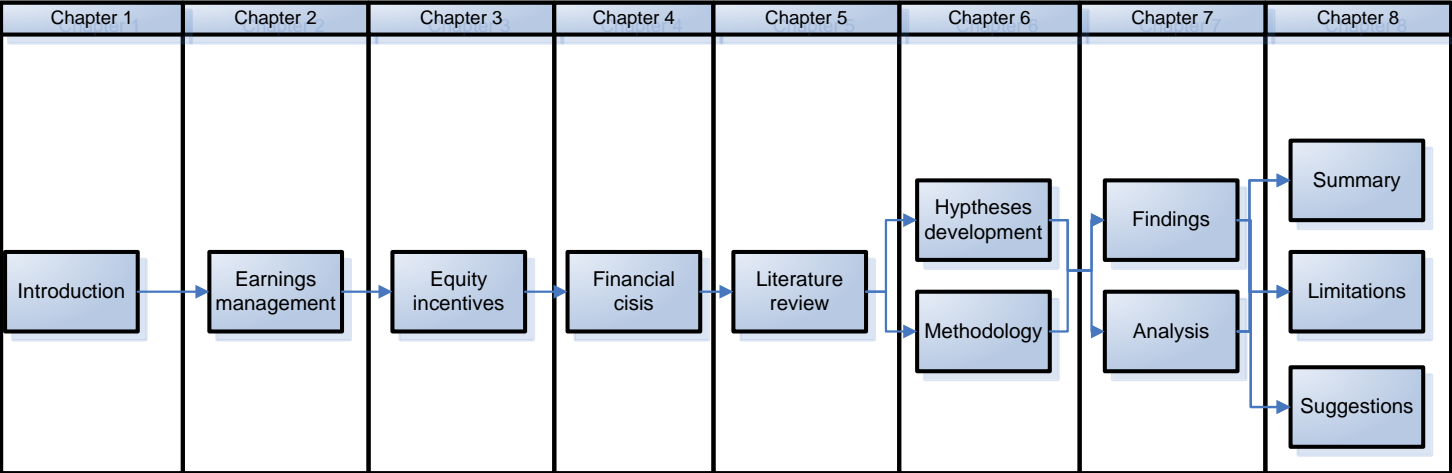 Chapter 1
Chapter 2
Chapter 3
Chapter 4
Chapter 5
Chapter 6
Chapter 7
Chapter 8
Introduction
Earnings
management
Equity
incentives
Financial
cisis
Literature
review
Hyptheses
development
Methodology
Findings
Analysis
Summary
Limitations
Suggestions